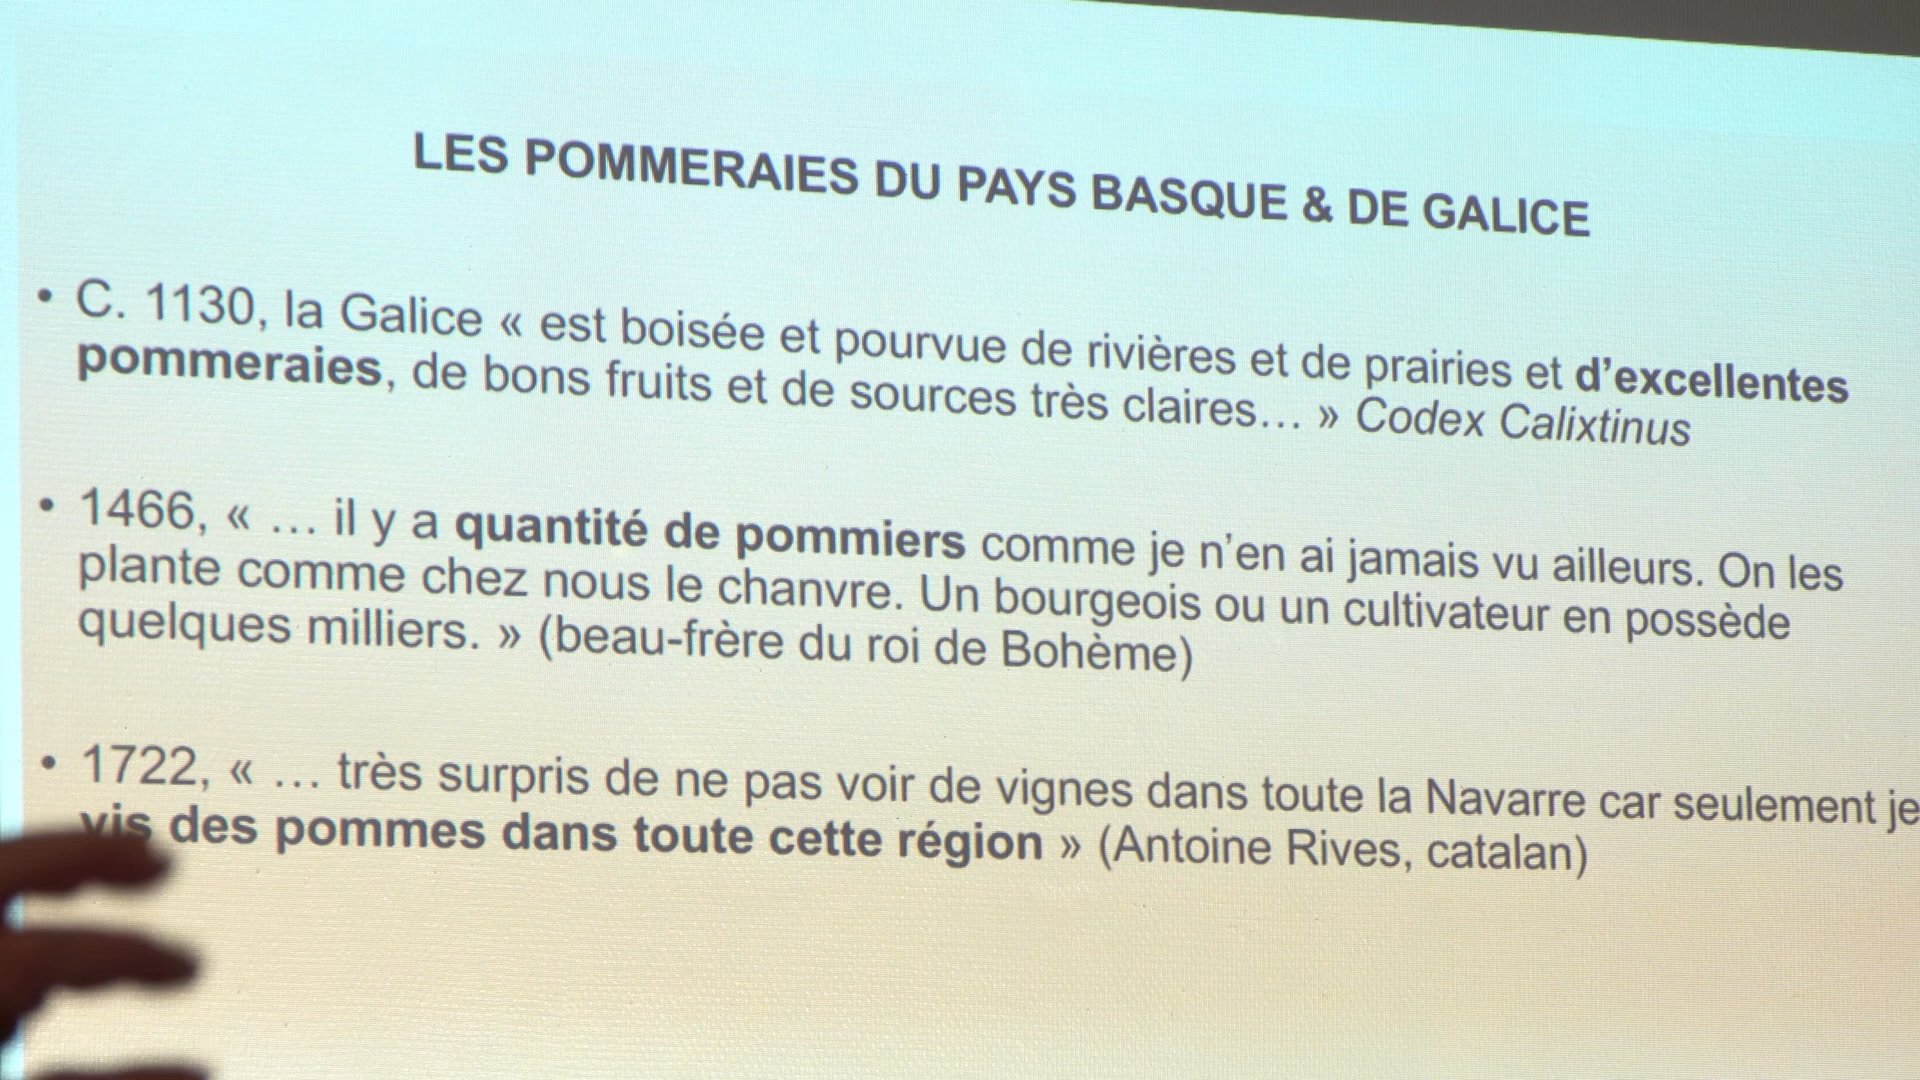 LES POMMERAIES DU PAYS BASQUE & DE GALICE
• C. 1130, la Galice « est boisée et pourvue de rivières et de prairies et d’excellentes
pommeraies, de bons fruits et de sources très claires… » Codex Calixtinus
• 1466, « … il y a quantité de pommiers comme je n’en ai jamais vu ailleurs. On les
plante comme chez nous le chanvre. Un bourgeois ou un cultivateur en possède
quelques milliers. » (beau-frère du roi de Bohème)
• 1722, « … très surpris de ne pas voir de vignes dans toute la Navarre car seulement je
vis des pommes dans toute cette région » (Antoine Rives, catalan)